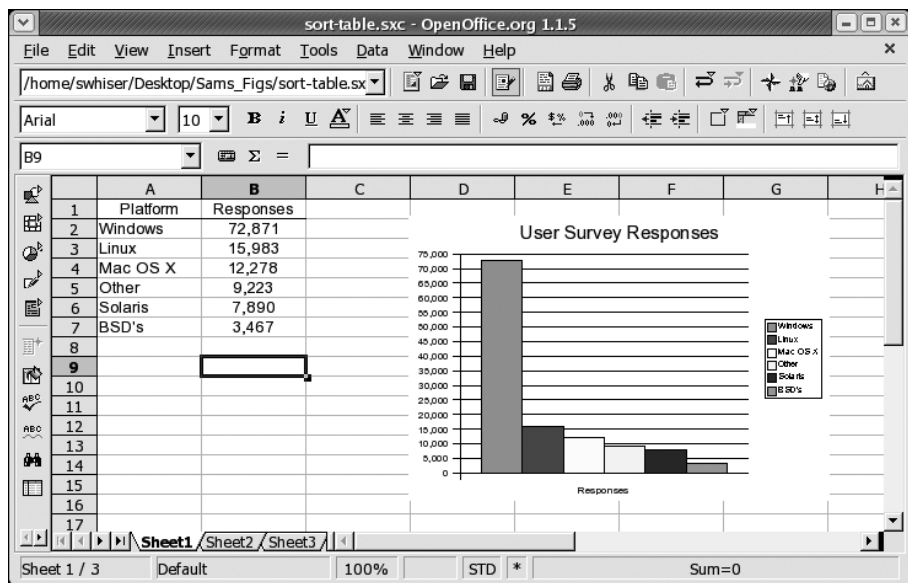 sort-table.sxc - OpenOffice.org 1.1.5
File Edit View Insert Format Tools Data Window Help
/home/swhiser/Desktop/Sams_Figs/sort-table.sx
Arial 10 B i U A
B9 Σ =
A B C D E F G H
1 Platform Responses
2 Windows 72,871
3 Linux 15,983
4 Mac OS X 12,278
5 Other 9,223
6 Solaris 7,890
7 BSD's 3,467
8
9
10
11
12
13
14
15
16
17
User Survey Responses
75,000
70,000
65,000
60,000
55,000
50,000
45,000
40,000
35,000
30,000
25,000
20,000
15,000
10,000
5,000
0
Responses
Windows
Linux
Mac OS X
Other
Solaris
BSD's
Sheet1 Sheet2 Sheet3
Sheet 1 / 3 Default 100% STD * Sum=0